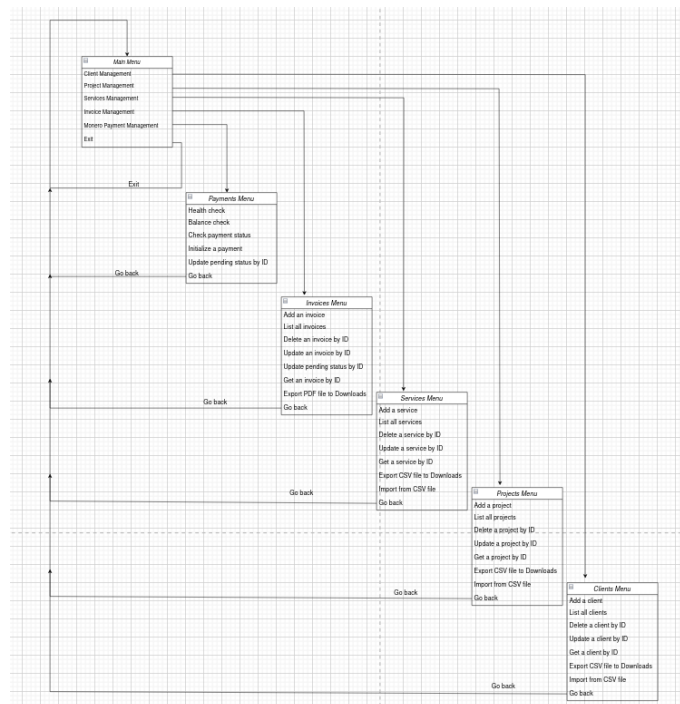 Main Menu
Client Management
Project Management
Services Management
Invoice Management
Monero Payment Management
Exit
Exit
Payments Menu
Health check
Balance check
Check payment status
Initialize a payment
Update pending status by ID
Go back
Go back
Invoices Menu
Add an invoice
List all invoices
Delete an invoice by ID
Update an invoice by ID
Update pending status by ID
Get an invoice by ID
Export PDF file to Downloads
Go back
Go back
Services Menu
Add a service
List all services
Delete a service by ID
Update a service by ID
Get a service by ID
Export CSV file to Downloads
Import from CSV file
Go back
Go back
Projects Menu
Add a project
List all projects
Delete a project by ID
Update a project by ID
Get a project by ID
Export CSV file to Downloads
Import from CSV file
Go back
Go back
Clients Menu
Add a client
List all clients
Delete a client by ID
Update a client by ID
Get a client by ID
Export CSV file to Downloads
Import from CSV file
Go back
Go back